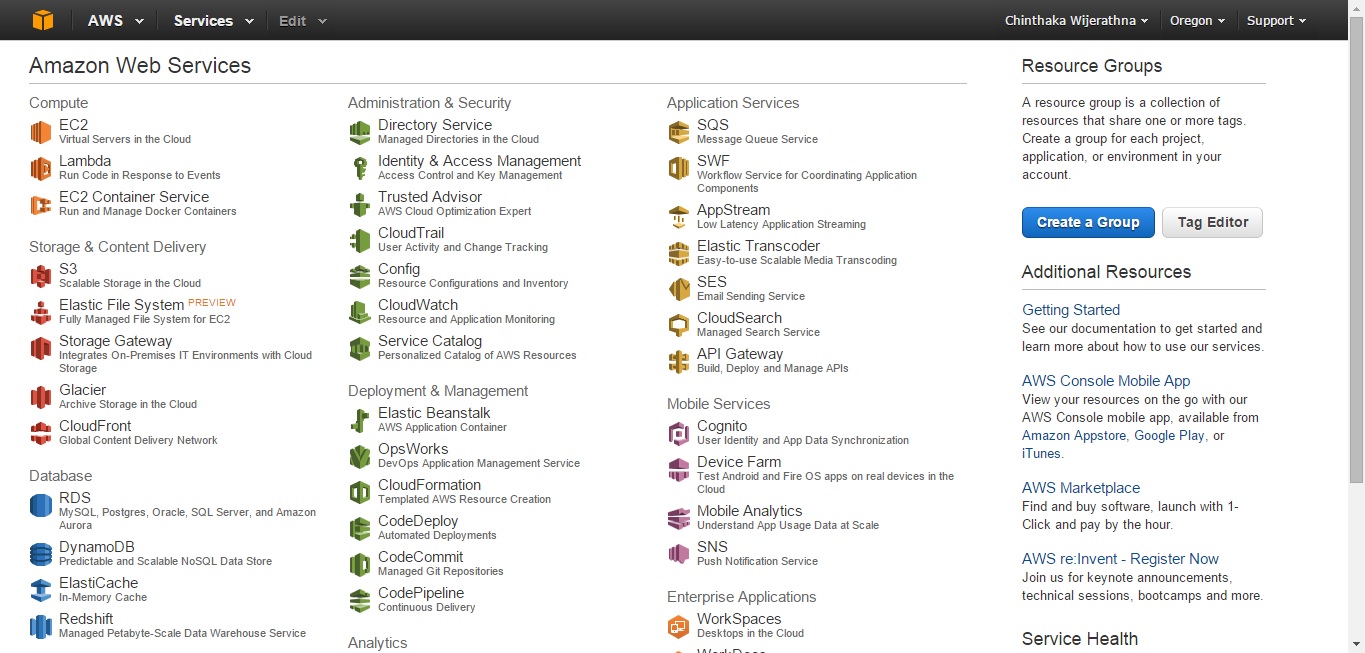 AWS
Services
Edit
Chinthaka Wijerathna
Oregon
Support
Amazon Web Services
Compute
EC2
Virtual Servers in the Cloud
Lambda
Run Code in Response to Events
EC2 Container Service
Run and Manage Docker Containers
Storage & Content Delivery
S3
Scalable Storage in the Cloud
Elastic File System PREVIEW
Fully Managed File System for EC2
Storage Gateway
Integrates On-Premises IT Environments with Cloud
Storage
Glacier
Archive Storage in the Cloud
CloudFront
Global Content Delivery Network
Database
RDS
MySQL, Postgres, Oracle, SQL Server, and Amazon
Aurora
DynamoDB
Predictable and Scalable NoSQL Data Store
ElastiCache
In-Memory Cache
Redshift
Managed Petabyte-Scale Data Warehouse Service
Administration & Security
Directory Service
Managed Directories in the Cloud
Identity & Access Management
Access Control and Key Management
Trusted Advisor
AWS Cloud Optimization Expert
CloudTrail
User Activity and Change Tracking
Config
Resource Configurations and Inventory
CloudWatch
Resource and Application Monitoring
Service Catalog
Personalized Catalog of AWS Resources
Deployment & Management
Elastic Beanstalk
AWS Application Container
OpsWorks
DevOps Application Management Service
CloudFormation
Templated AWS Resource Creation
CodeDeploy
Automated Deployments
CodeCommit
Managed Git Repositories
CodePipeline
Continuous Delivery
Analytics
Application Services
SQS
Message Queue Service
SWF
Workflow Service for Coordinating Application
Components
AppStream
Low Latency Application Streaming
Elastic Transcoder
Easy-to-use Scalable Media Transcoding
SES
Email Sending Service
CloudSearch
Managed Search Service
API Gateway
Build, Deploy and Manage APIs
Mobile Services
Cognito
User Identity and App Data Synchronization
Device Farm
Test Android and Fire OS apps on real devices in the
Cloud
Mobile Analytics
Understand App Usage Data at Scale
SNS
Push Notification Service
Enterprise Applications
WorkSpaces
Desktops in the Cloud
Resource Groups
A resource group is a collection of
resources that share one or more tags.
Create a group for each project,
application, or environment in your
account.
Create a Group
Tag Editor
Additional Resources
Getting Started
See our documentation to get started and
learn more about how to use our services.
AWS Console Mobile App
View your resources on the go with our
AWS Console mobile app, available from
Amazon Appstore, Google Play, or
iTunes.
AWS Marketplace
Find and buy software, launch with 1-
Click and pay by the hour.
AWS re:Invent - Register Now
Join us for keynote announcements,
technical sessions, bootcamps and more.
Service Health